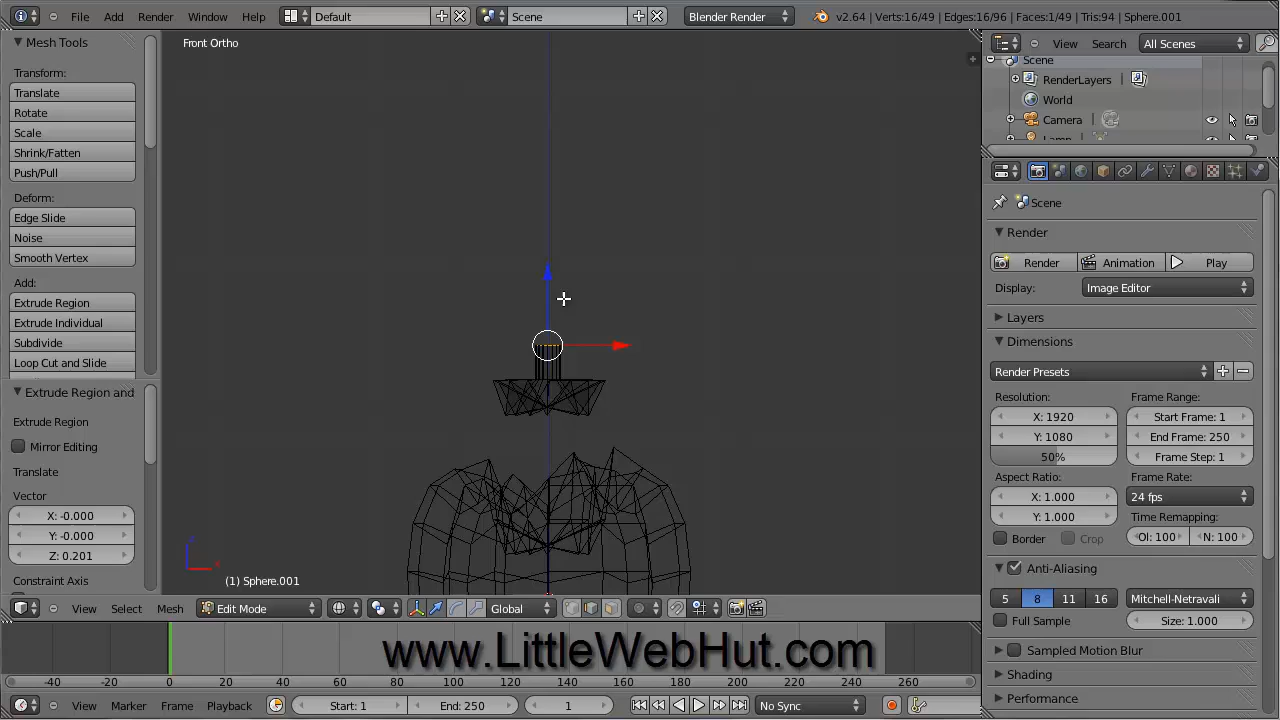 File Add Render Window Help Default Scene Blender Render v2.64 | Verts:16/49 | Edges:16/96 | Faces:1/49 | Tris:94 | Sphere.001
Mesh Tools
Transform:
Translate
Rotate
Scale
Shrink/Fatten
Push/Pull
Deform:
Edge Slide
Noise
Smooth Vertex
Add:
Extrude Region
Extrude Individual
Subdivide
Loop Cut and Slide
Extrude Region and
Extrude Region
Mirror Editing
Translate
Vector
X: -0.000
Y: -0.000
Z: 0.201
Constraint Axis
Front Ortho
(1) Sphere.001
View Select Mesh Edit Mode Global
www.LittleWebHut.com
-40 -20 0 20 40 60 80 100 120 140 160 180 200 220 240 260
View Marker Frame Playback Start: 1 End: 250 1 No Sync
View Search All Scenes
Scene
RenderLayers
World
Camera
Scene
Render
Render Animation Play
Display: Image Editor
Layers
Dimensions
Render Presets
Resolution: Frame Range:
X: 1920 Start Frame: 1
Y: 1080 End Frame: 250
50% Frame Step: 1
Aspect Ratio: Frame Rate:
X: 1.000 24 fps
Y: 1.000 Time Remapping:
Border Crop Ol: 100 N: 100
Anti-Aliasing
5 8 11 16 Mitchell-Netravali
Full Sample Size: 1.000
Sampled Motion Blur
Shading
Performance